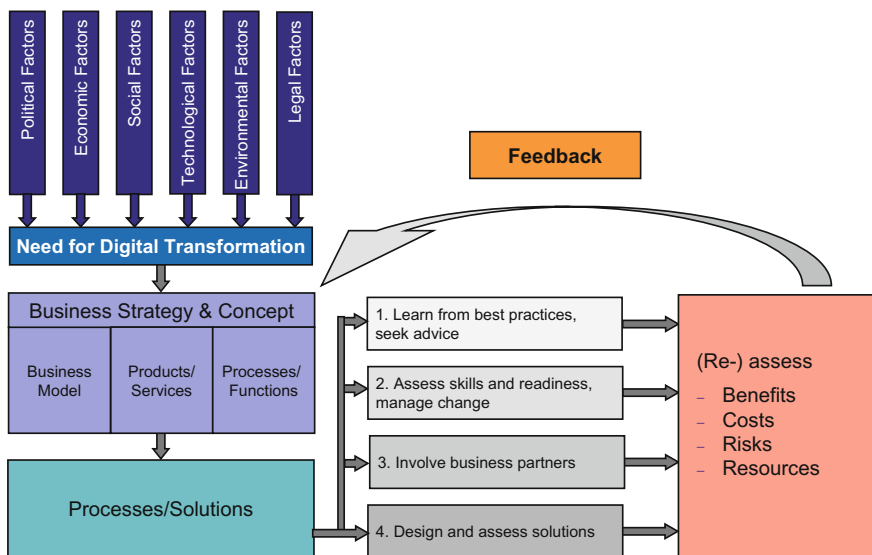 Political Factors
Economic Factors
Social Factors
Technological Factors
Environmental Factors
Legal Factors
Feedback
Need for Digital Transformation
Business Strategy & Concept
Business
Model
Products/
Services
Processes/
Functions
Processes/Solutions
1. Learn from best practices,
seek advice
2. Assess skills and readiness,
manage change
3. Involve business partners
4. Design and assess solutions
(Re-) assess
– Benefits
– Costs
– Risks
– Resources